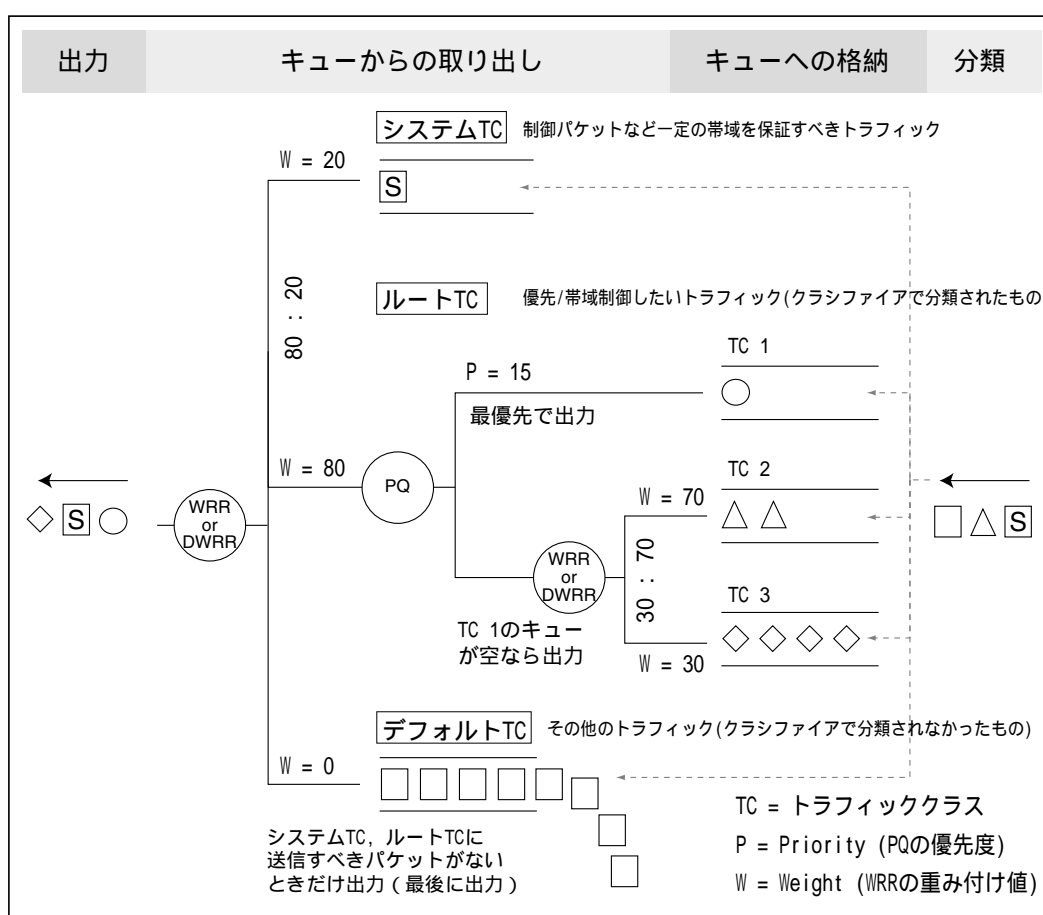 出力 キューからの取り出し キューへの格納 分類
システムTC 制御パケットなど一定の帯域を保証すべきトラフィック
W = 20
S
80 : 20
ルートTC 優先/帯域制御したいトラフィック(クラシファイアで分類されたもの
TC 1
P = 15
最優先で出力
W = 80
PQ
TC 2
W = 70
S
WRR
or
DWRR
S
30 : 70
WRR
or
DWRR
TC 3
TC 1のキュー
が空なら出力
W = 30
デフォルトTC その他のトラフィック(クラシファイアで分類されなかったもの)
W = 0
システムTC, ルートTCに
送信すべきパケットがない
ときだけ出力(最後に出力)
TC = トラフィッククラス
P = Priority (PQの優先度)
W = Weight (WRRの重み付け値)